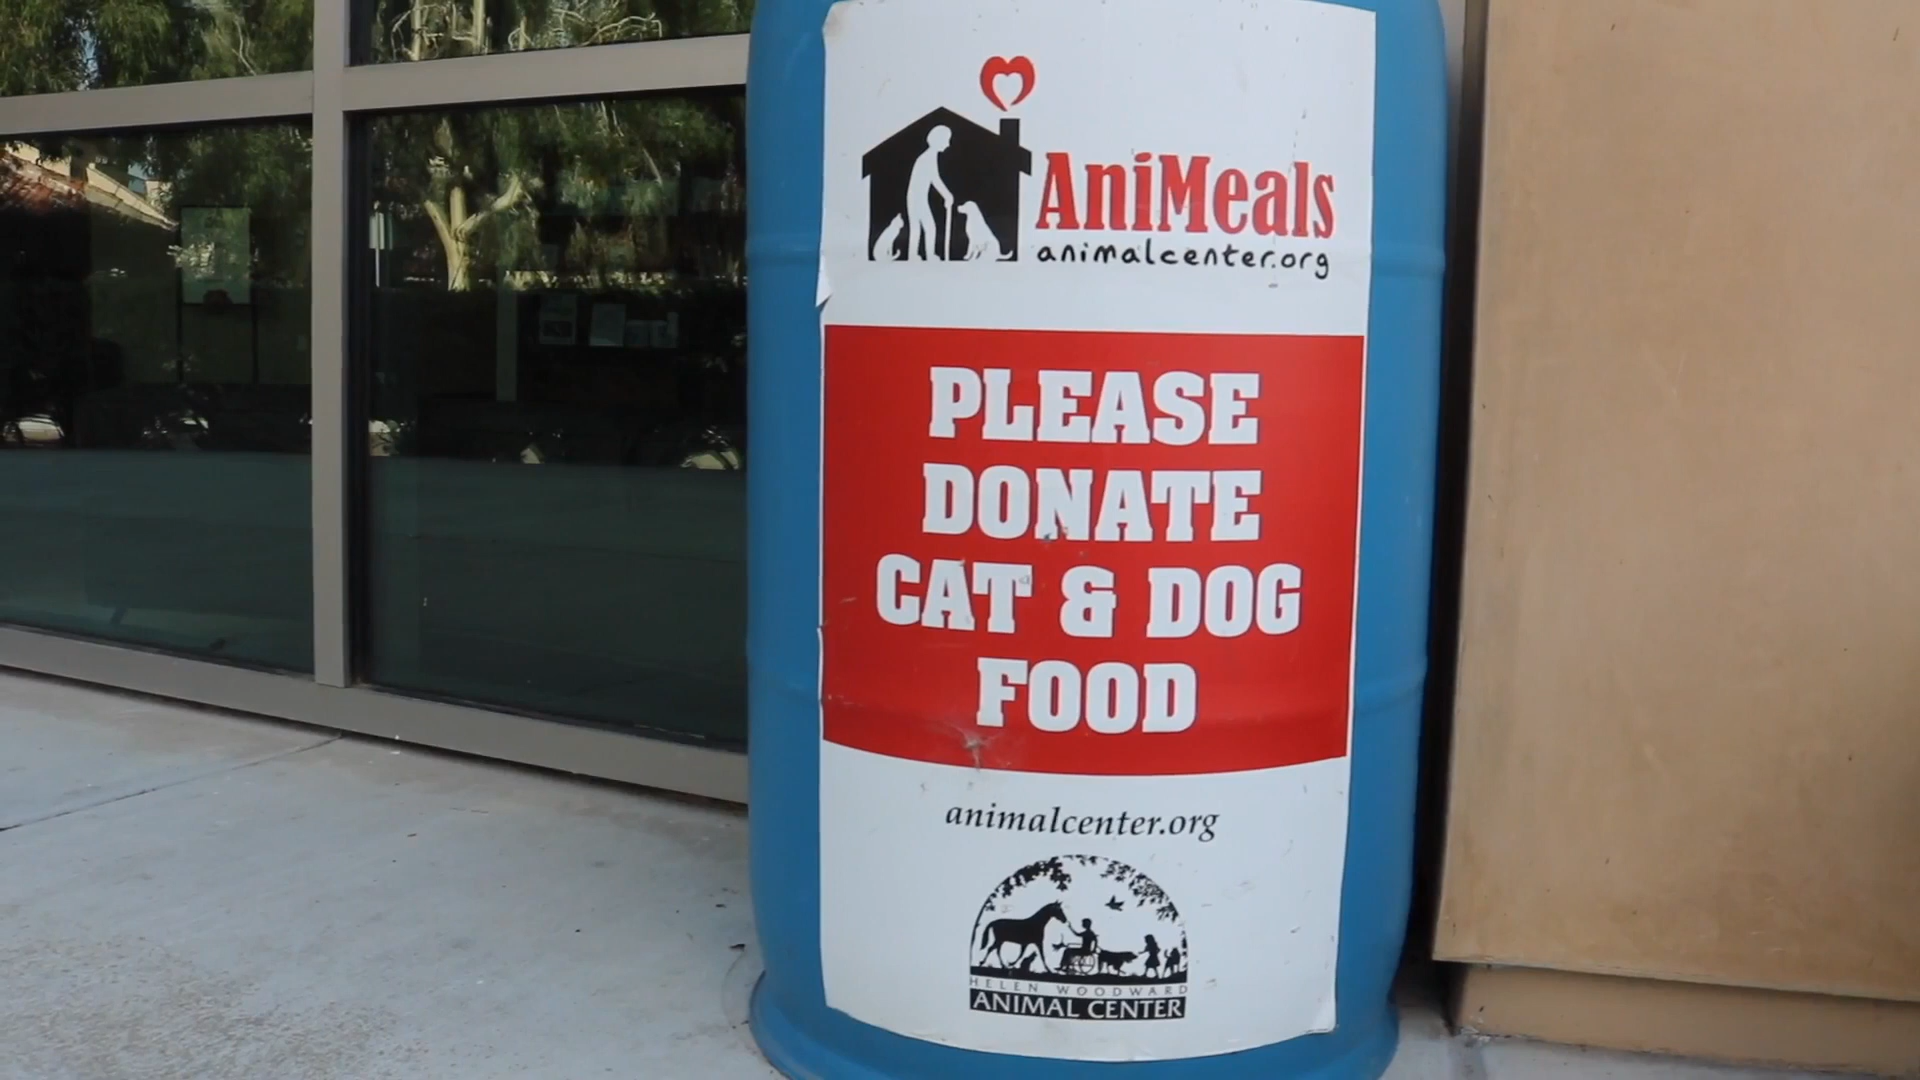 AniMeals
animalcenter.org
PLEASE
DONATE
CAT & DOG
FOOD
animalcenter.org
HELEN WOODWARD
ANIMAL CENTER